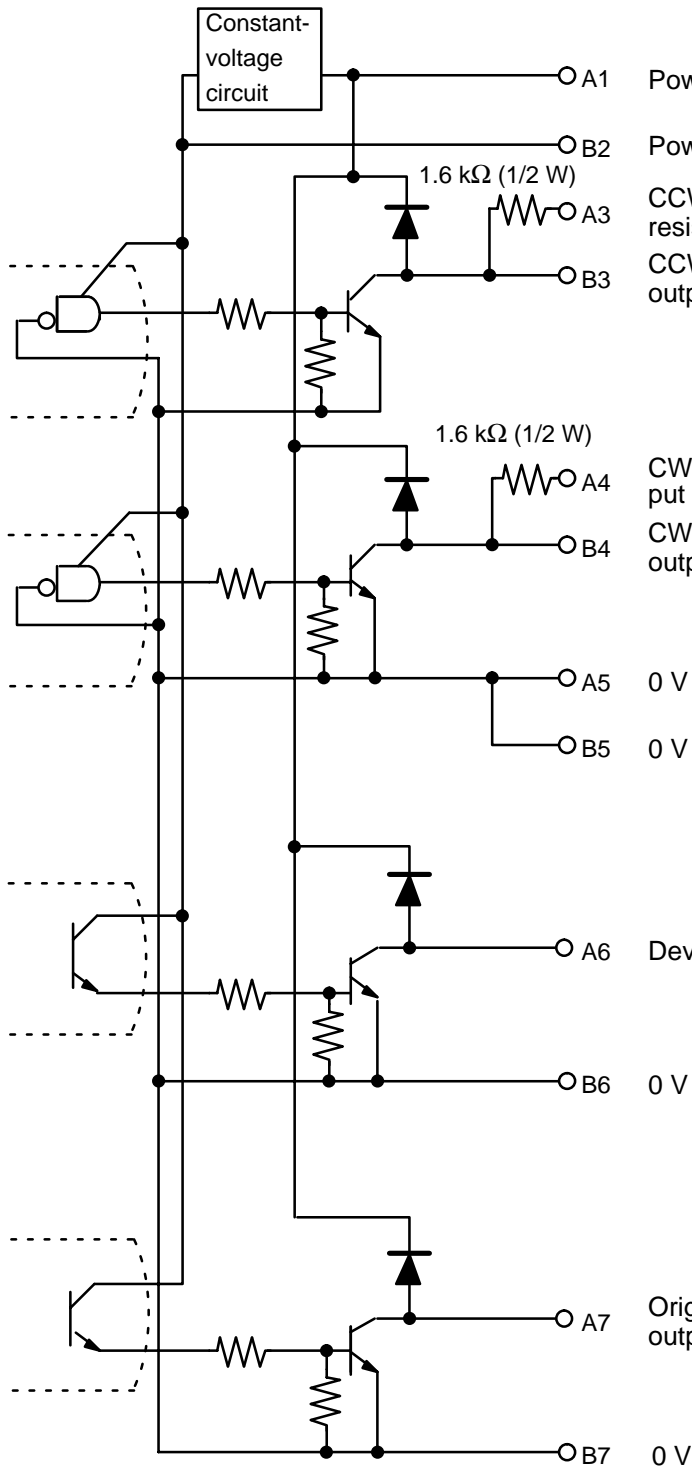 Constant-
voltage
circuit
A1 Pow
B2 Pow
1.6 kΩ (1/2 W)
A3 CCW
resis
B3 CCW
outp
1.6 kΩ (1/2 W)
A4 CW
put
B4 CW
outp
A5 0 V
B5 0 V
A6 Dev
B6 0 V
A7 Orig
outp
B7 0 V